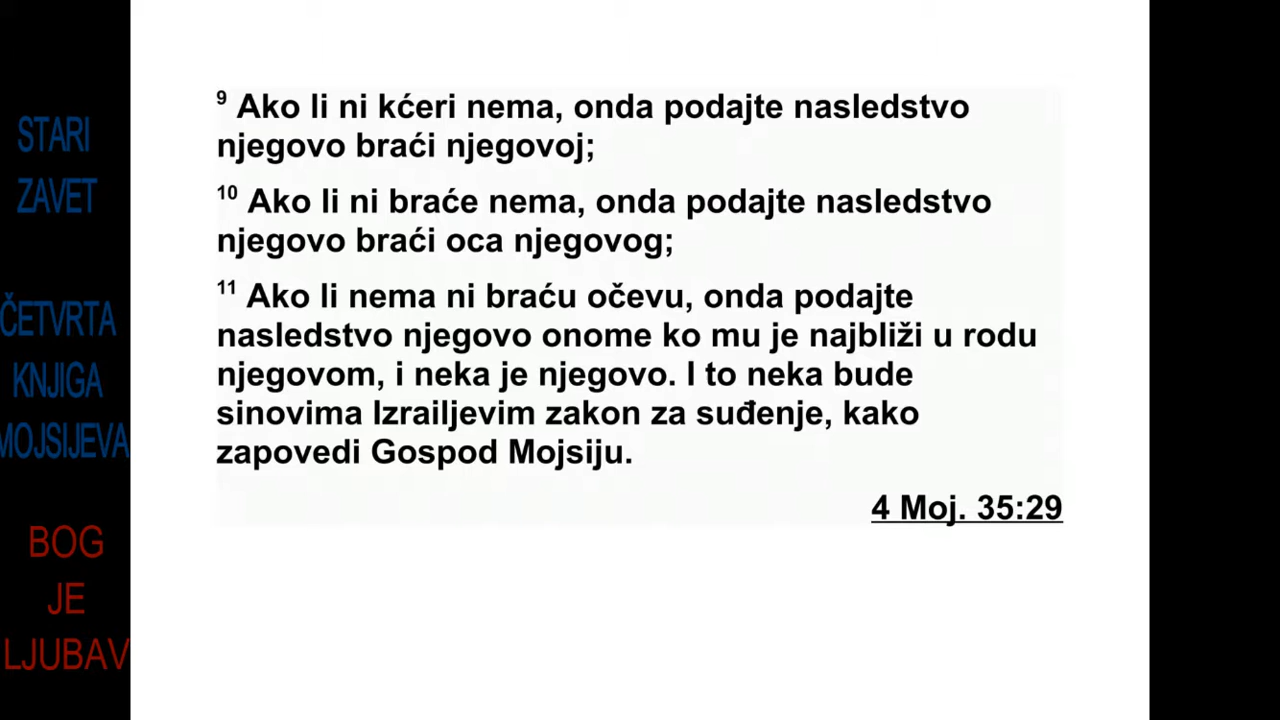 STARI
ZAVET
ČETVRTA
KNJIGA
MOJSIJEVA
BOG
JE
LJUBAV
9 Ako li ni kćeri nema, onda podajte nasledstvo
njegovo braći njegovoj;
10 Ako li ni braće nema, onda podajte nasledstvo
njegovo braći oca njegovog;
11 Ako li nema ni braću očevu, onda podajte
nasledstvo njegovo onome ko mu je najbliži u rodu
njegovom, i neka je njegovo. I to neka bude
sinovima Izrailjevim zakon za suđenje, kako
zapovedi Gospod Mojsiju.
4 Moj. 35:29